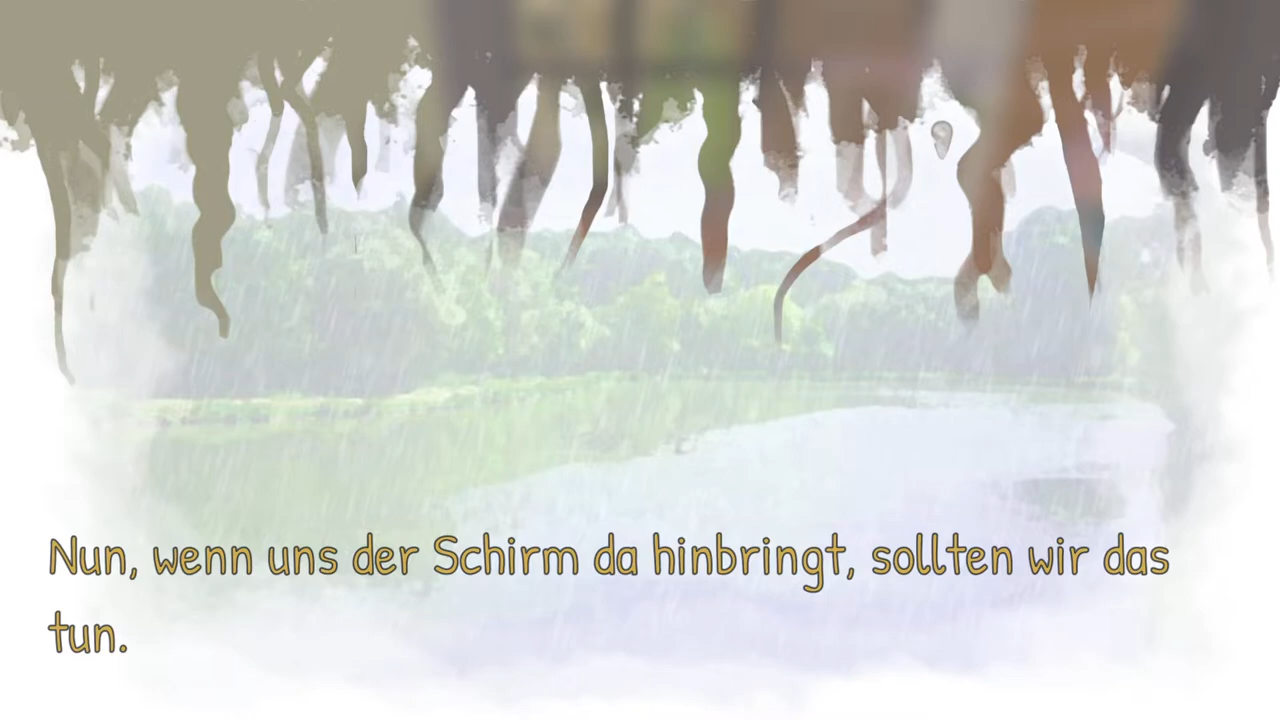 Nun, wenn uns der Schirm da hinbringt, sollten wir das
tun.